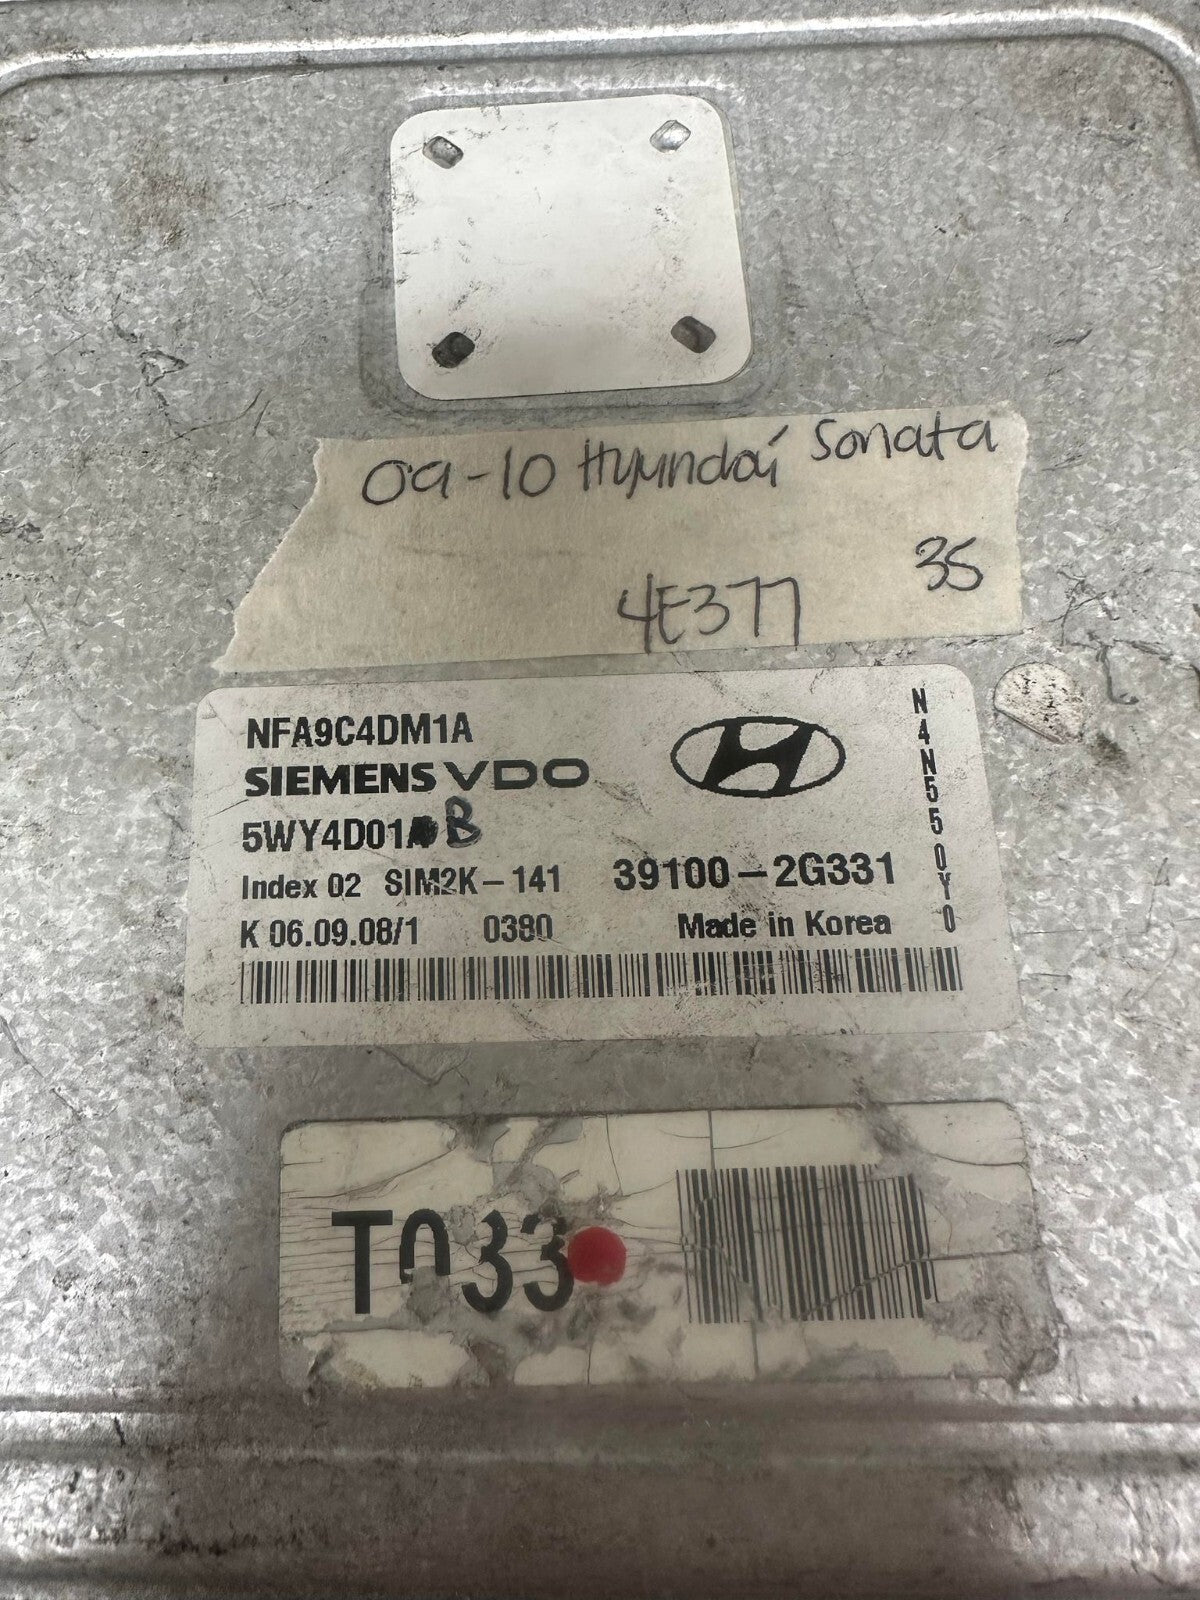 09-10 Hyundai Sonata
35
4E377
NFA9C4DM1A
SIEMENS VDO
5WY4D01A B
Index 02 SIM2K-141 39100-2G331
K 06.09.08/1 0380 Made in Korea
N4N550Y0
T033